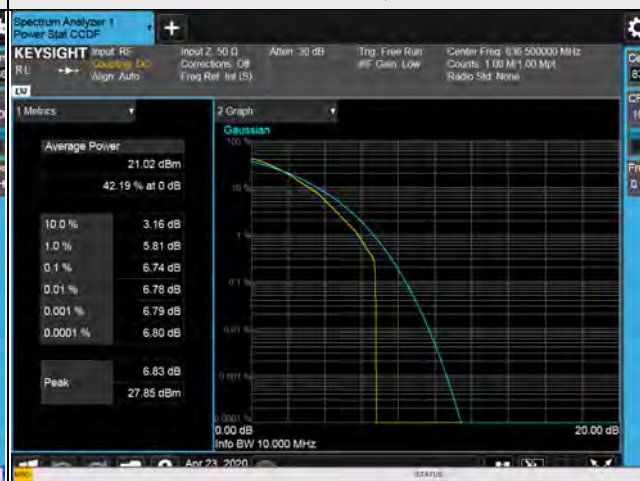 Spectrum Analyzer 1
Power Stat CCDF
+
KEYSIGHT
Input: RF
Input Z: 50 Ω
Atten: 30 dB
Trig: Free Run
Center Freq: 836.500000 MHz
RL
Coupling: DC
Corrections: Off
#IF Gain: Low
Counts: 1.00 M/1.00 Mpt
Align: Auto
Freq Ref: Int (S)
Radio Std: None
1 Metrics
2 Graph
Average Power
21.02 dBm
42.19 % at 0 dB
10.0 % 3.16 dB
1.0 % 5.81 dB
0.1 % 6.74 dB
0.01 % 6.78 dB
0.001 % 6.79 dB
0.0001 % 6.80 dB
Peak
6.83 dB
27.85 dBm
Gaussian
100 %
10 %
1 %
0.1 %
0.01 %
0.001 %
0.0001 %
0.00 dB
20.00 dB
Info BW 10.000 MHz
Apr 23, 2020
MSG
STATUS